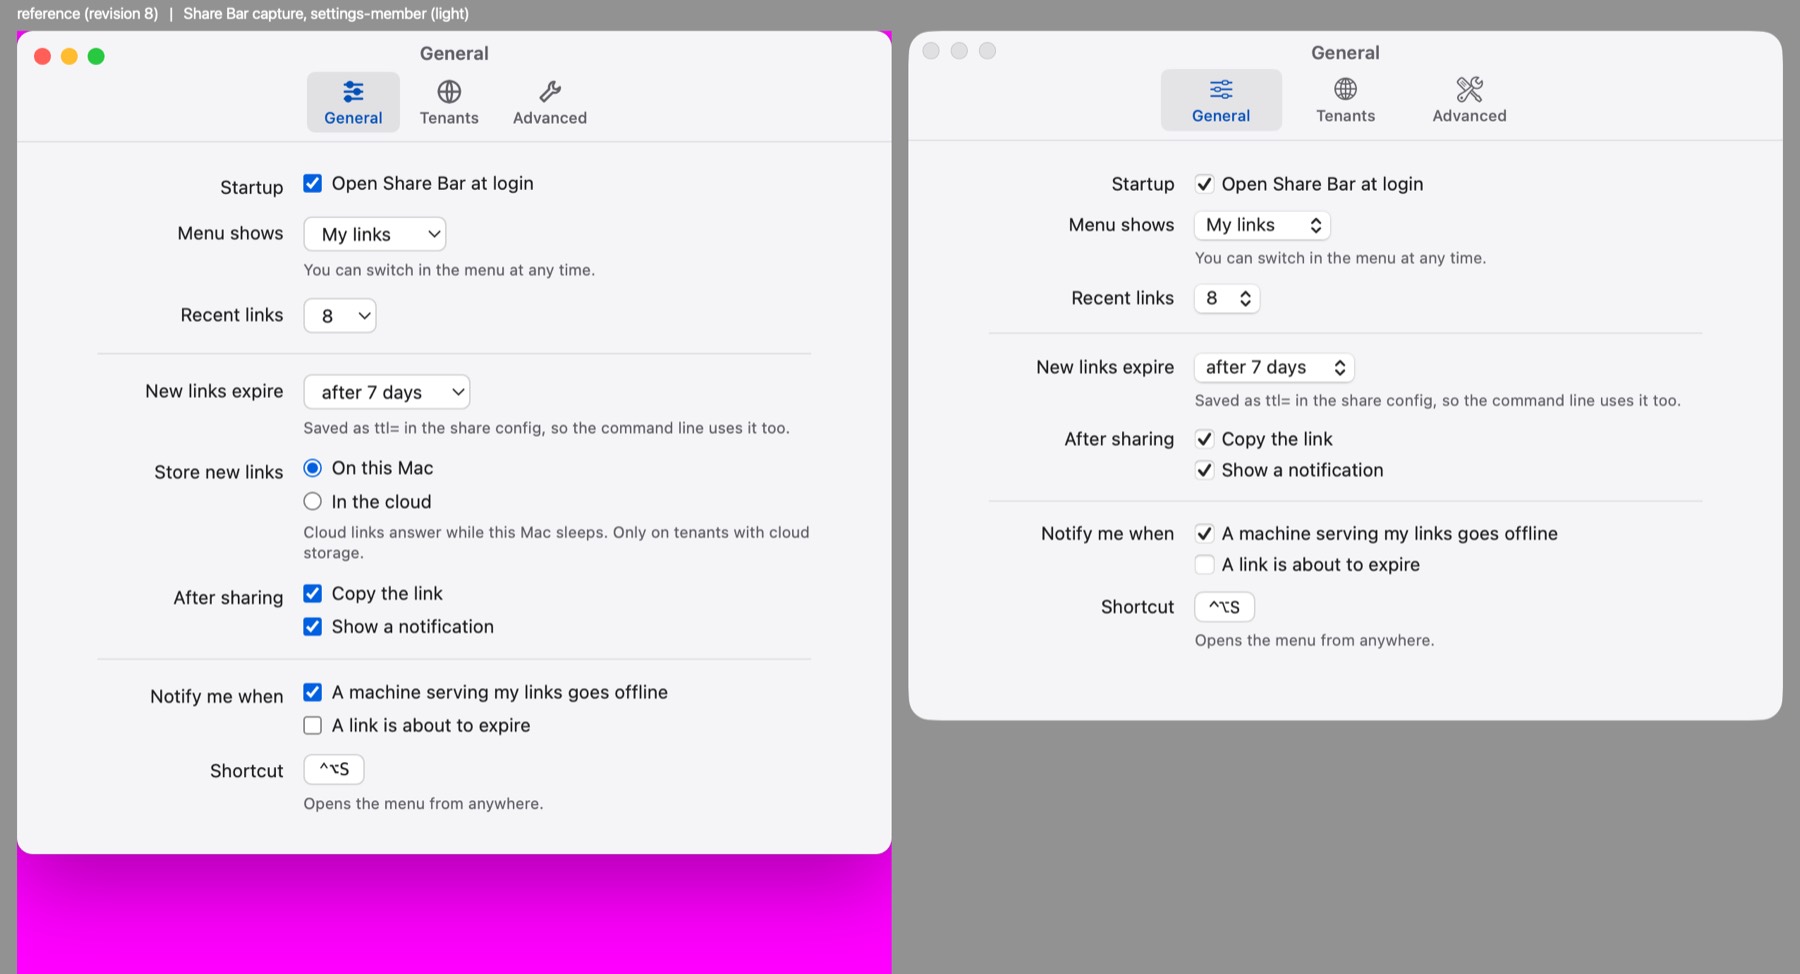 reference (revision 8) | Share Bar capture, settings-member (light)
General
General
Tenants
Advanced
Startup
Open Share Bar at login
Menu shows
My links
You can switch in the menu at any time.
Recent links
8
New links expire
after 7 days
Saved as ttl= in the share config, so the command line uses it too.
Store new links
On this Mac
In the cloud
Cloud links answer while this Mac sleeps. Only on tenants with cloud
storage.
After sharing
Copy the link
Show a notification
Notify me when
A machine serving my links goes offline
A link is about to expire
Shortcut
^⌥S
Opens the menu from anywhere.
General
General
Tenants
Advanced
Startup
Open Share Bar at login
Menu shows
My links
You can switch in the menu at any time.
Recent links
8
New links expire
after 7 days
Saved as ttl= in the share config, so the command line uses it too.
After sharing
Copy the link
Show a notification
Notify me when
A machine serving my links goes offline
A link is about to expire
Shortcut
^⌥S
Opens the menu from anywhere.